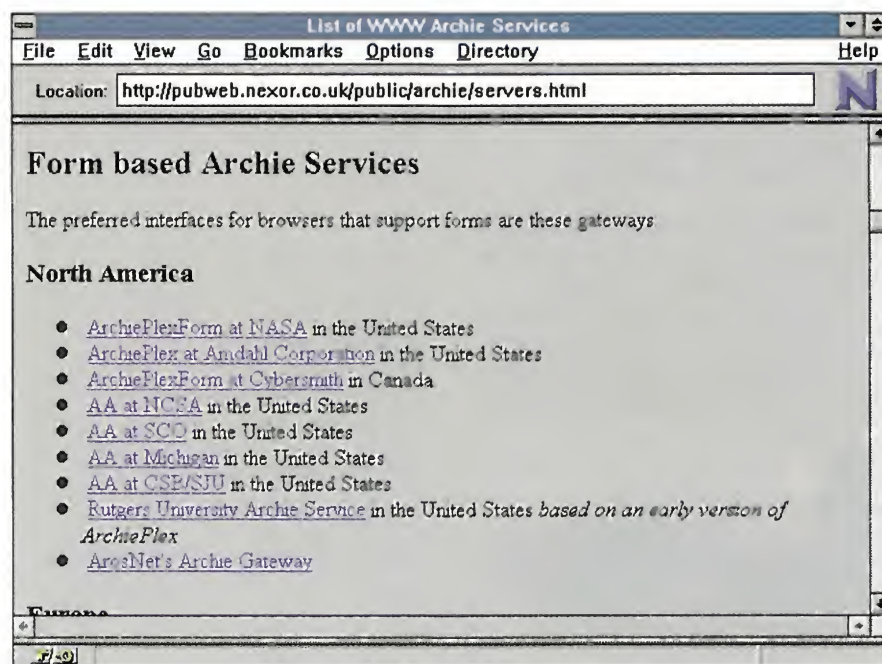 List of WWW Archie Services
File Edit View Go Bookmarks Options Directory Help
Location: http://pubweb.nexor.co.uk/public/archie/servers.html
N
Form based Archie Services
The preferred interfaces for browsers that support forms are these gateways
North America
ArchiePlexForm at NASA in the United States
ArchiePlex at Amdahl Corporation in the United States
ArchiePlexForm at Cybersmith in Canada
AA at NCSA in the United States
AA at SCO in the United States
AA at Michigan in the United States
AA at CSB/SJU in the United States
Rutgers University Archie Service in the United States based on an early version of
ArchiePlex
ArosNet's Archie Gateway
Europe